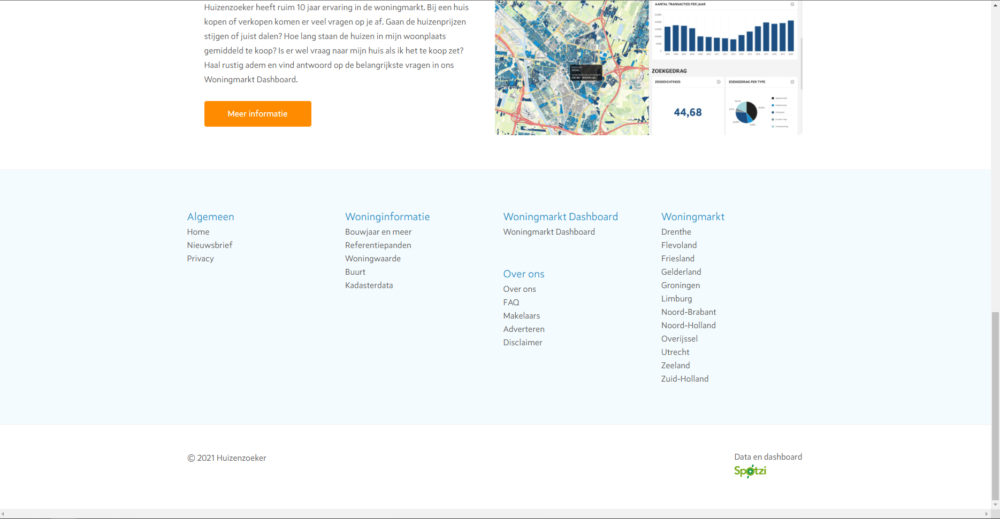 Huizenzoeker heeft ruim 10 jaar ervaring in de woningmarkt. Bij een huis
kopen of verkopen komen er veel vragen op je af. Gaan de huizenprijzen
stijgen of juist dalen? Hoe lang staan de huizen in mijn woonplaats
gemiddeld te koop? Is er wel vraag naar mijn huis als ik het te koop zet?
Haal rustig adem en vind antwoord op de belangrijkste vragen in ons
Woningmarkt Dashboard.
Meer informatie
AANTAL TRANSACTIES PER JAAR
ZOEKGEDRAG
ZOEKDICHTHEID
44,68
ZOEKGEDRAG PER TYPE
Algemeen
Home
Nieuwsbrief
Privacy
Woninginformatie
Bouwjaar en meer
Referentiepanden
Woningwaarde
Buurt
Kadasterdata
Woningmarkt Dashboard
Woningmarkt Dashboard
Over ons
Over ons
FAQ
Makelaars
Adverteren
Disclaimer
Woningmarkt
Drenthe
Flevoland
Friesland
Gelderland
Groningen
Limburg
Noord-Brabant
Noord-Holland
Overijssel
Utrecht
Zeeland
Zuid-Holland
© 2021 Huizenzoeker
Data en dashboard
Spotzi